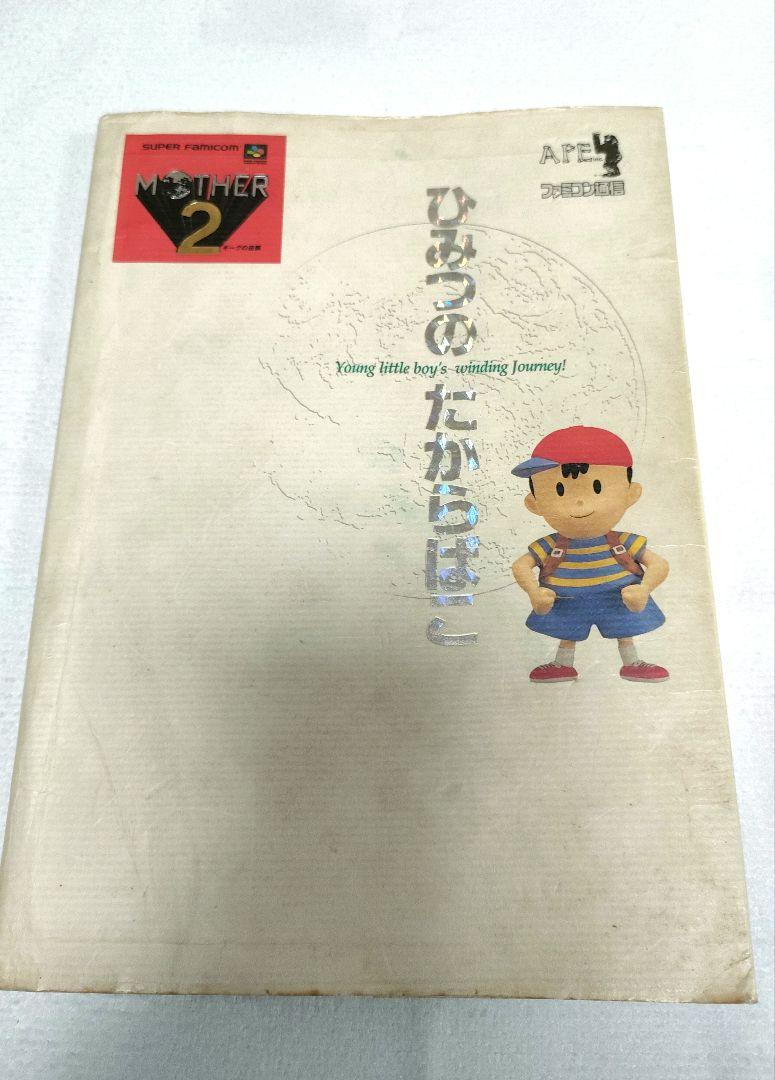 SUPER FAMICOM
MOTHER
2
ギーグの逆襲
APE
ファミコン通信
ひみつのたからばこ
Young little boy's winding Journey!